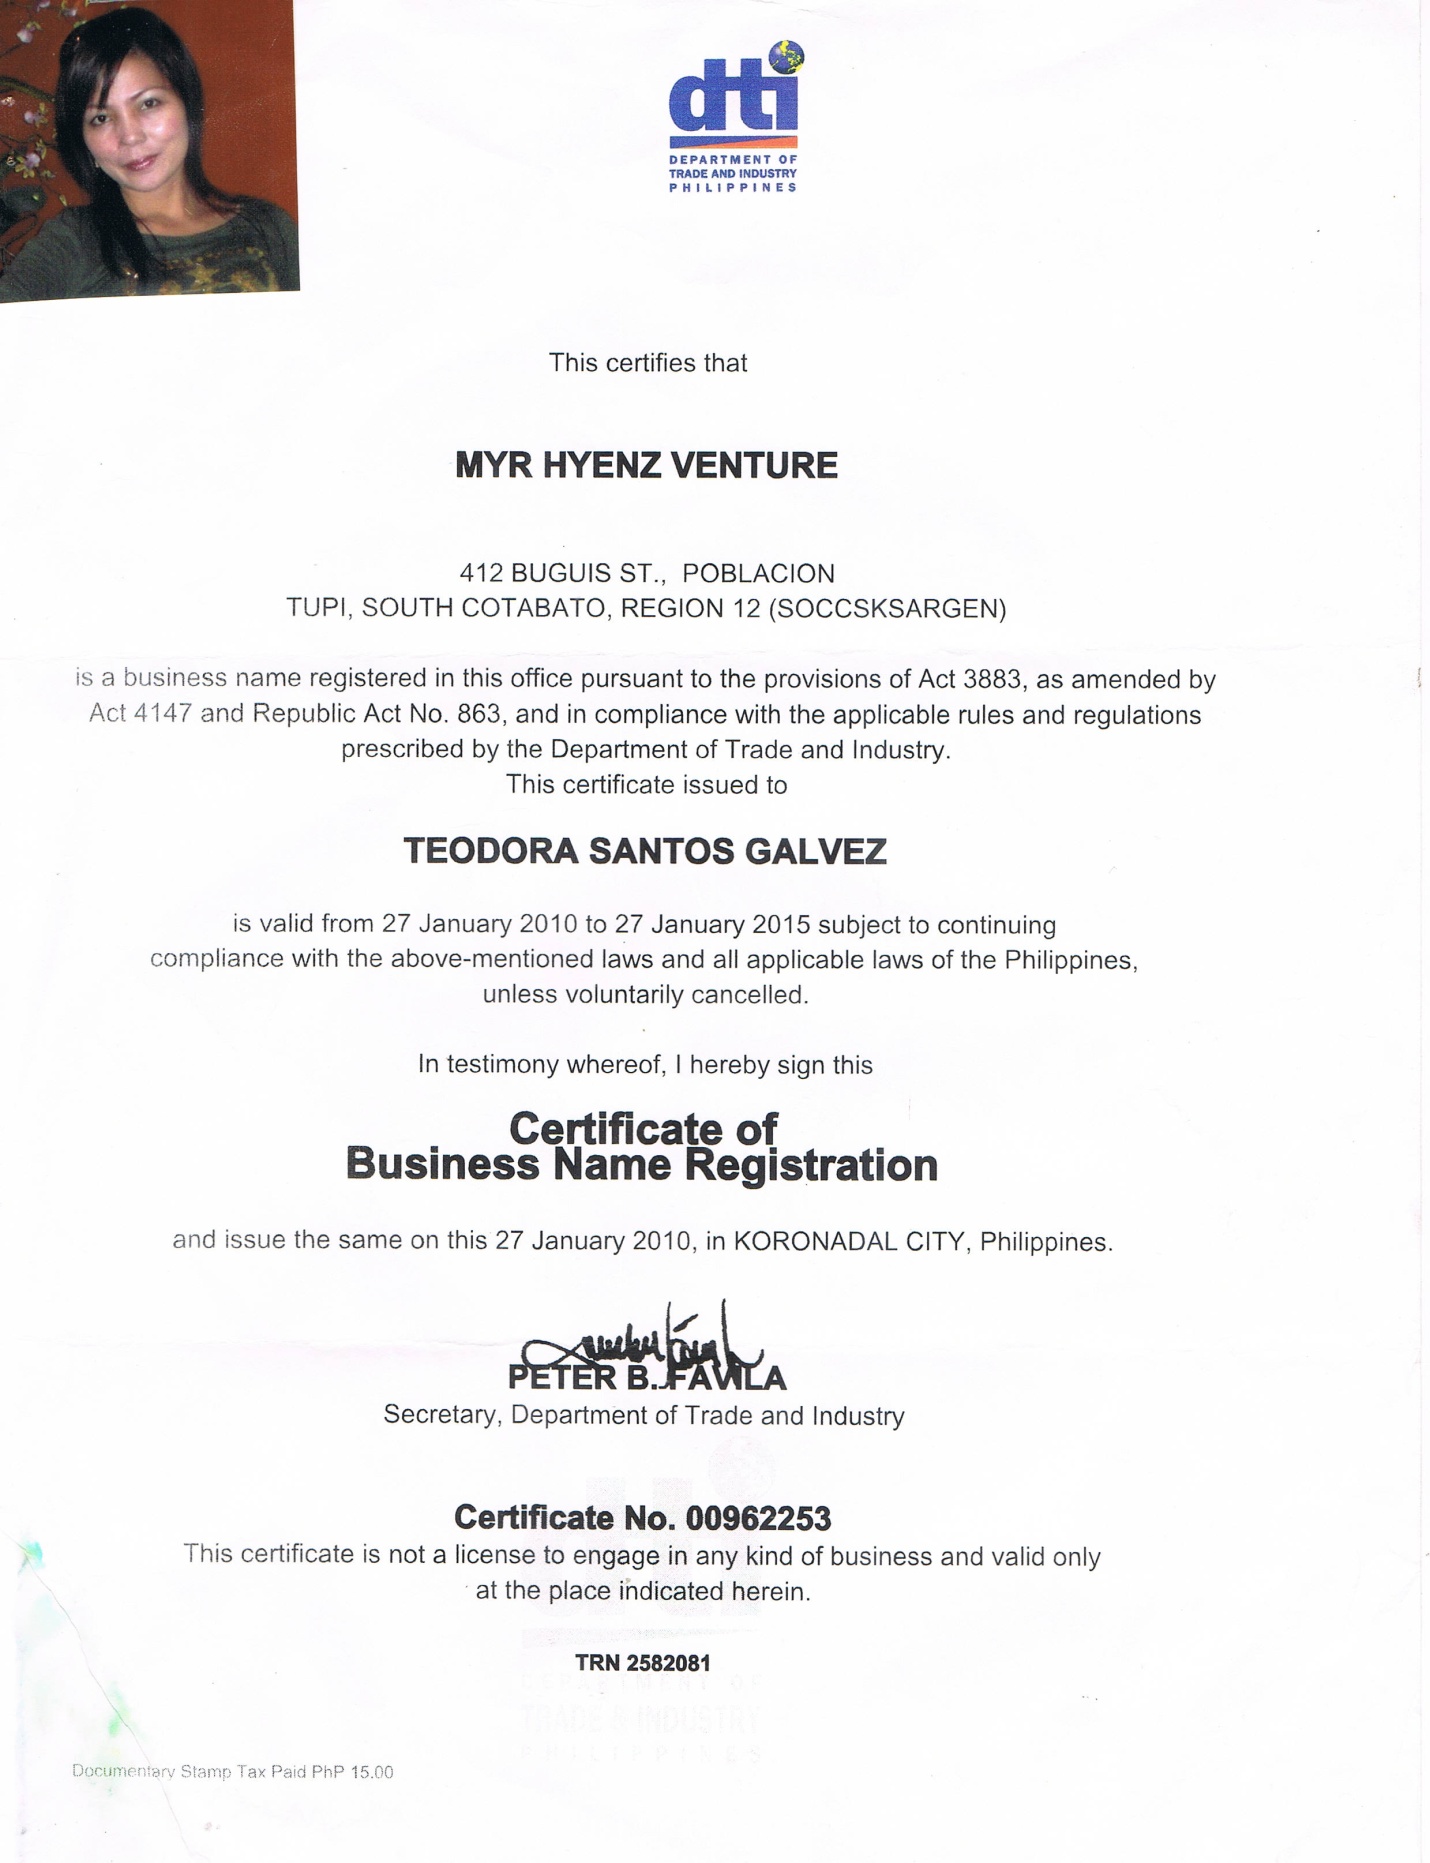 dti
DEPARTMENT OF
TRADE AND INDUSTRY
PHILIPPINES
This certifies that
MYR HYENZ VENTURE
412 BUGUIS ST.,  POBLACION
TUPI, SOUTH COTABATO, REGION 12 (SOCCSKSARGEN)
is a business name registered in this office pursuant to the provisions of Act 3883, as amended by
Act 4147 and Republic Act No. 863, and in compliance with the applicable rules and regulations
prescribed by the Department of Trade and Industry.
This certificate issued to
TEODORA SANTOS GALVEZ
is valid from 27 January 2010 to 27 January 2015 subject to continuing
compliance with the above-mentioned laws and all applicable laws of the Philippines,
unless voluntarily cancelled.
In testimony whereof, I hereby sign this
Certificate of
Business Name Registration
and issue the same on this 27 January 2010, in KORONADAL CITY, Philippines.
PETER B. FAVILA
Secretary, Department of Trade and Industry
Certificate No. 00962253
This certificate is not a license to engage in any kind of business and valid only
at the place indicated herein.
TRN 2582081
dti
DEPARTMENT OF
TRADE & INDUSTRY
PHILIPPINES
Documentary Stamp Tax Paid PhP 15.00